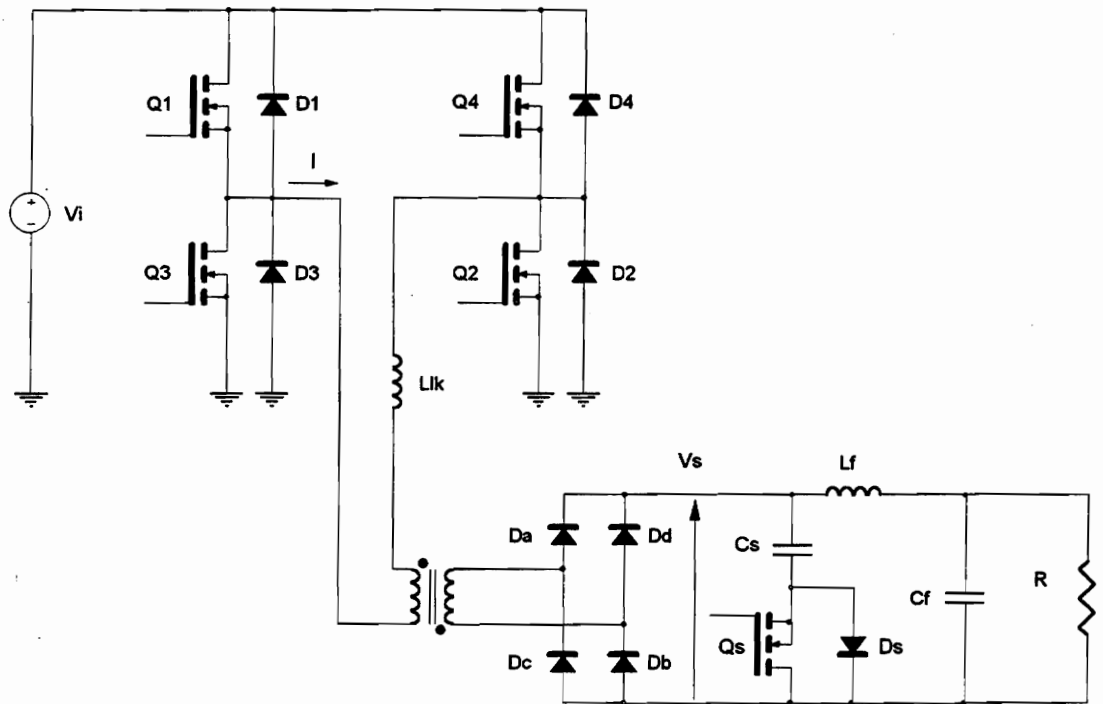 Q1
D1
Q4
D4
I
Vi
+
-
Q3
D3
Q2
D2
Llk
Vs
Lf
Da
Dd
Cs
Cf
R
Dc
Db
Qs
Ds